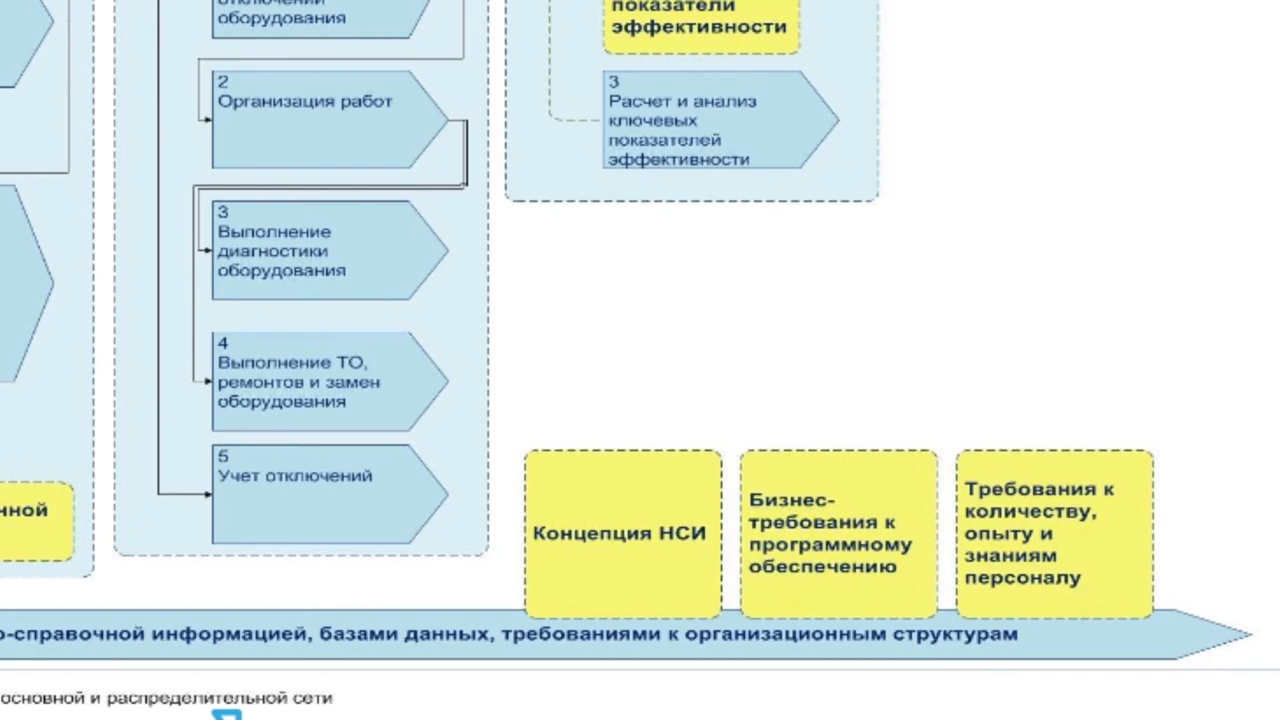 отключений
оборудования
2
Организация работ
3
Выполнение
диагностики
оборудования
4
Выполнение ТО,
ремонтов и замен
оборудования
5
Учет отключений
показатели
эффективности
3
Расчет и анализ
ключевых
показателей
эффективности
нной
Концепция НСИ
Бизнес-
требования к
программному
обеспечению
Требования к
количеству,
опыту и
знаниям
персоналу
о-справочной информацией, базами данных, требованиями к организационным структурам
основной и распределительной сети